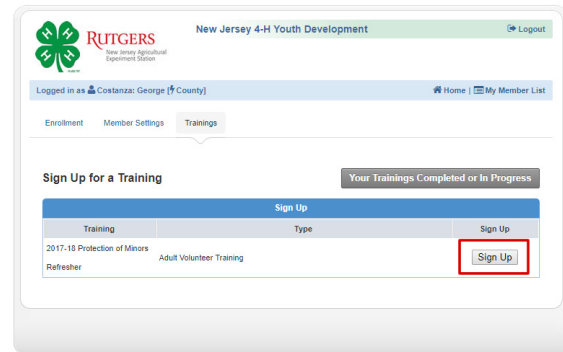 New Jersey 4-H Youth Development
Logout
RUTGERS
New Jersey Agricultural
Experiment Station
Logged in as Costanza: George [County]
Home | My Member List
Enrollment Member Settings Trainings
Sign Up for a Training
Your Trainings Completed or In Progress
Sign Up
Training Type Sign Up
2017-18 Protection of Minors
Refresher
Adult Volunteer Training
Sign Up